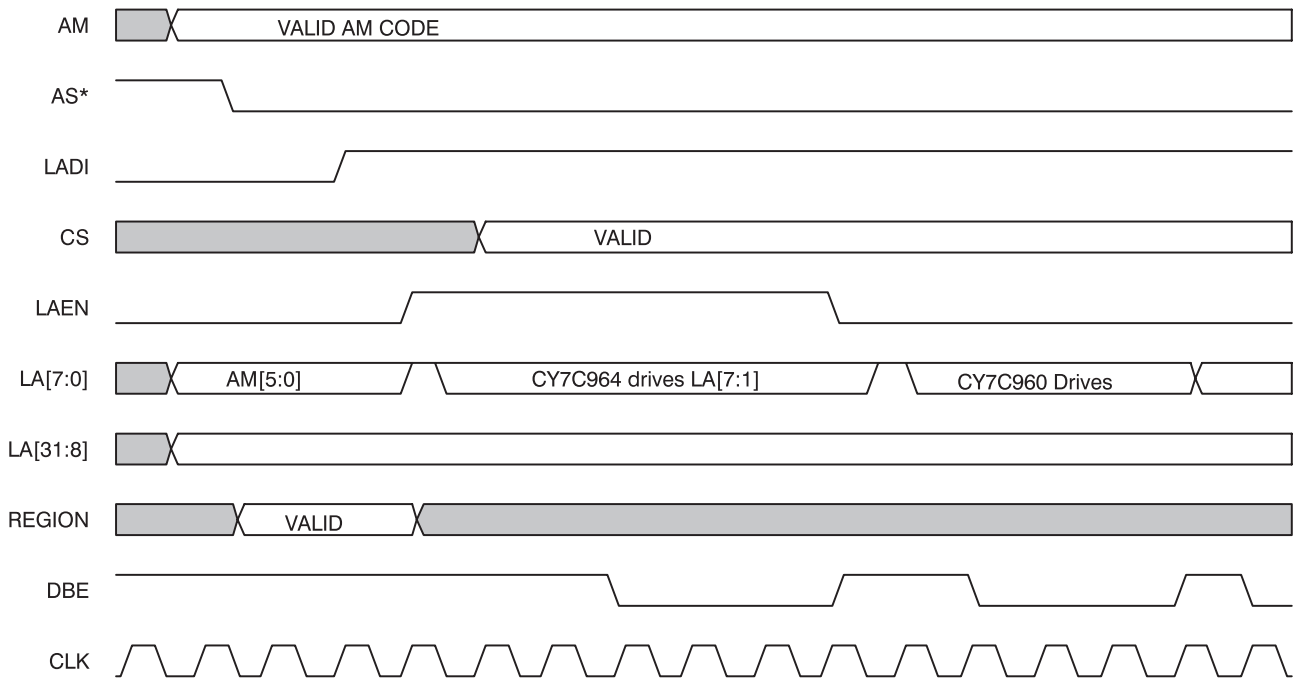 AM VALID AM CODE
AS*
LADI
CS VALID
LAEN
LA[7:0] AM[5:0] CY7C964 drives LA[7:1] CY7C960 Drives
LA[31:8]
REGION VALID
DBE
CLK